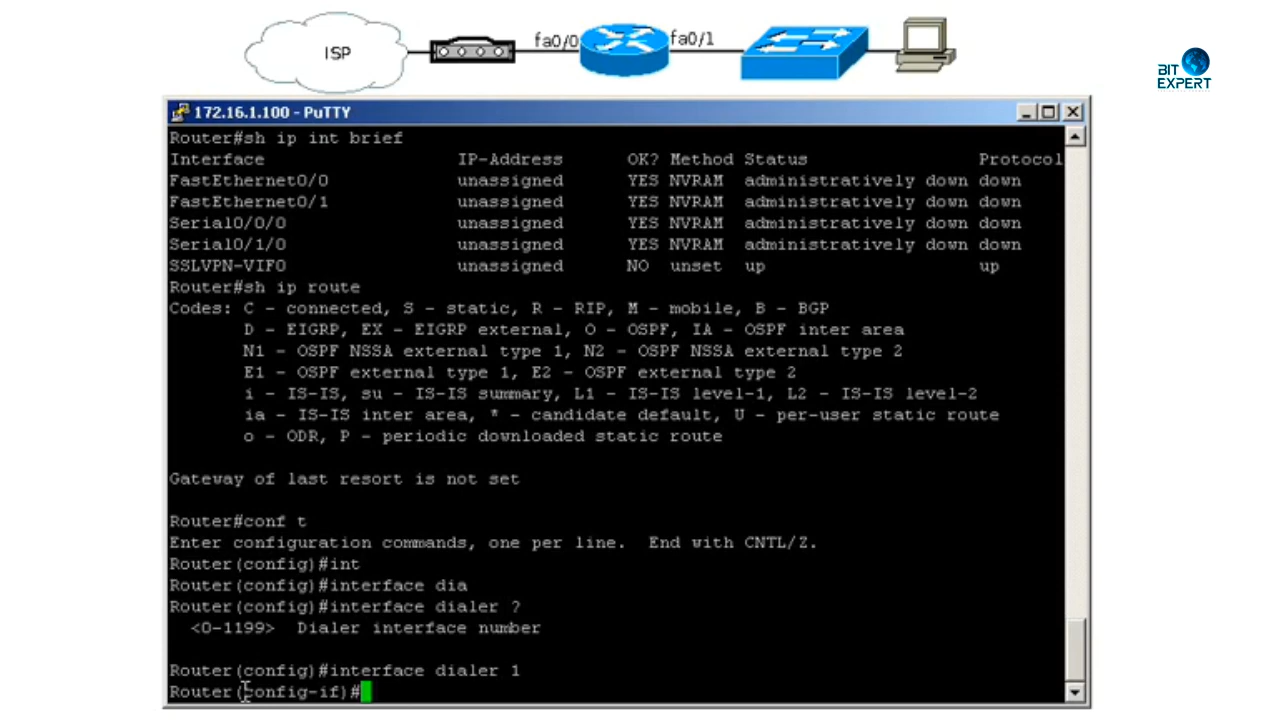 ISP
fa0/0
fa0/1
BIT
EXPERT
172.16.1.100 - PuTTY
Router#sh ip int brief
Interface IP-Address OK? Method Status Protocol
FastEthernet0/0 unassigned YES NVRAM administratively down down
FastEthernet0/1 unassigned YES NVRAM administratively down down
Serial0/0/0 unassigned YES NVRAM administratively down down
Serial0/1/0 unassigned YES NVRAM administratively down down
SSLVPN-VIF0 unassigned NO unset up up
Router#sh ip route
Codes: C - connected, S - static, R - RIP, M - mobile, B - BGP
D - EIGRP, EX - EIGRP external, O - OSPF, IA - OSPF inter area
N1 - OSPF NSSA external type 1, N2 - OSPF NSSA external type 2
E1 - OSPF external type 1, E2 - OSPF external type 2
i - IS-IS, su - IS-IS summary, L1 - IS-IS level-1, L2 - IS-IS level-2
ia - IS-IS inter area, * - candidate default, U - per-user static route
o - ODR, P - periodic downloaded static route
Gateway of last resort is not set
Router#conf t
Enter configuration commands, one per line. End with CNTL/Z.
Router(config)#int
Router(config)#interface dia
Router(config)#interface dialer ?
<0-1199> Dialer interface number
Router(config)#interface dialer 1
Router(config-if)#